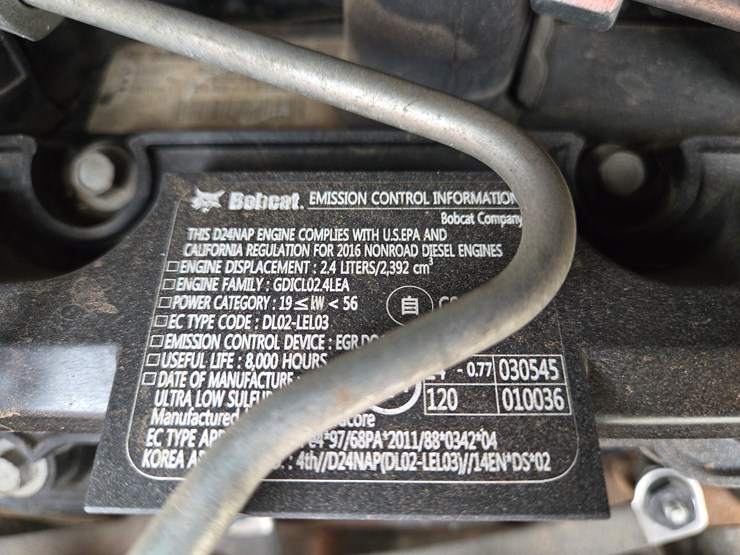 Bobcat. EMISSION CONTROL INFORMATION
Bobcat Company
THIS D24NAP ENGINE COMPLIES WITH U.S.EPA AND
CALIFORNIA REGULATION FOR 2016 NONROAD DIESEL ENGINES
□ENGINE DISPLACEMENT : 2.4 LITERS/2,392 cm³
□ENGINE FAMILY : GDICL02.4LEA
□POWER CATEGORY : 19 ≤ kW < 56
自
□EC TYPE CODE : DL02-LEL03
□EMISSION CONTROL DEVICE : EGR
□USEFUL LIFE : 8,000 HOURS
- 0.77 030545
□DATE OF MANUFACTURE :
120 010036
ULTRA LOW
Manufactured
EC TYPE e4*97/68PA*2011/88*0342*04
KOREA : 4th//D24NAP(DL02-LEL03)//14EN*DS*02